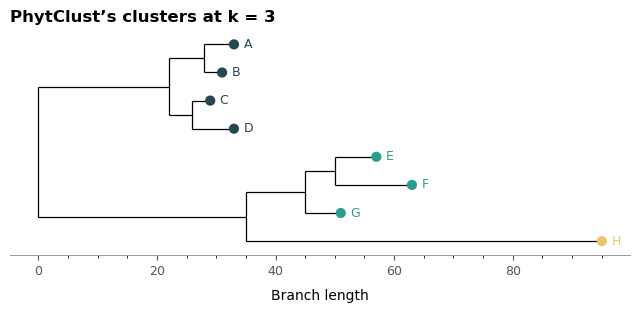 PhytClust’s clusters at k = 3
A
B
C
D
E
F
G
H
0 20 40 60 80
Branch length